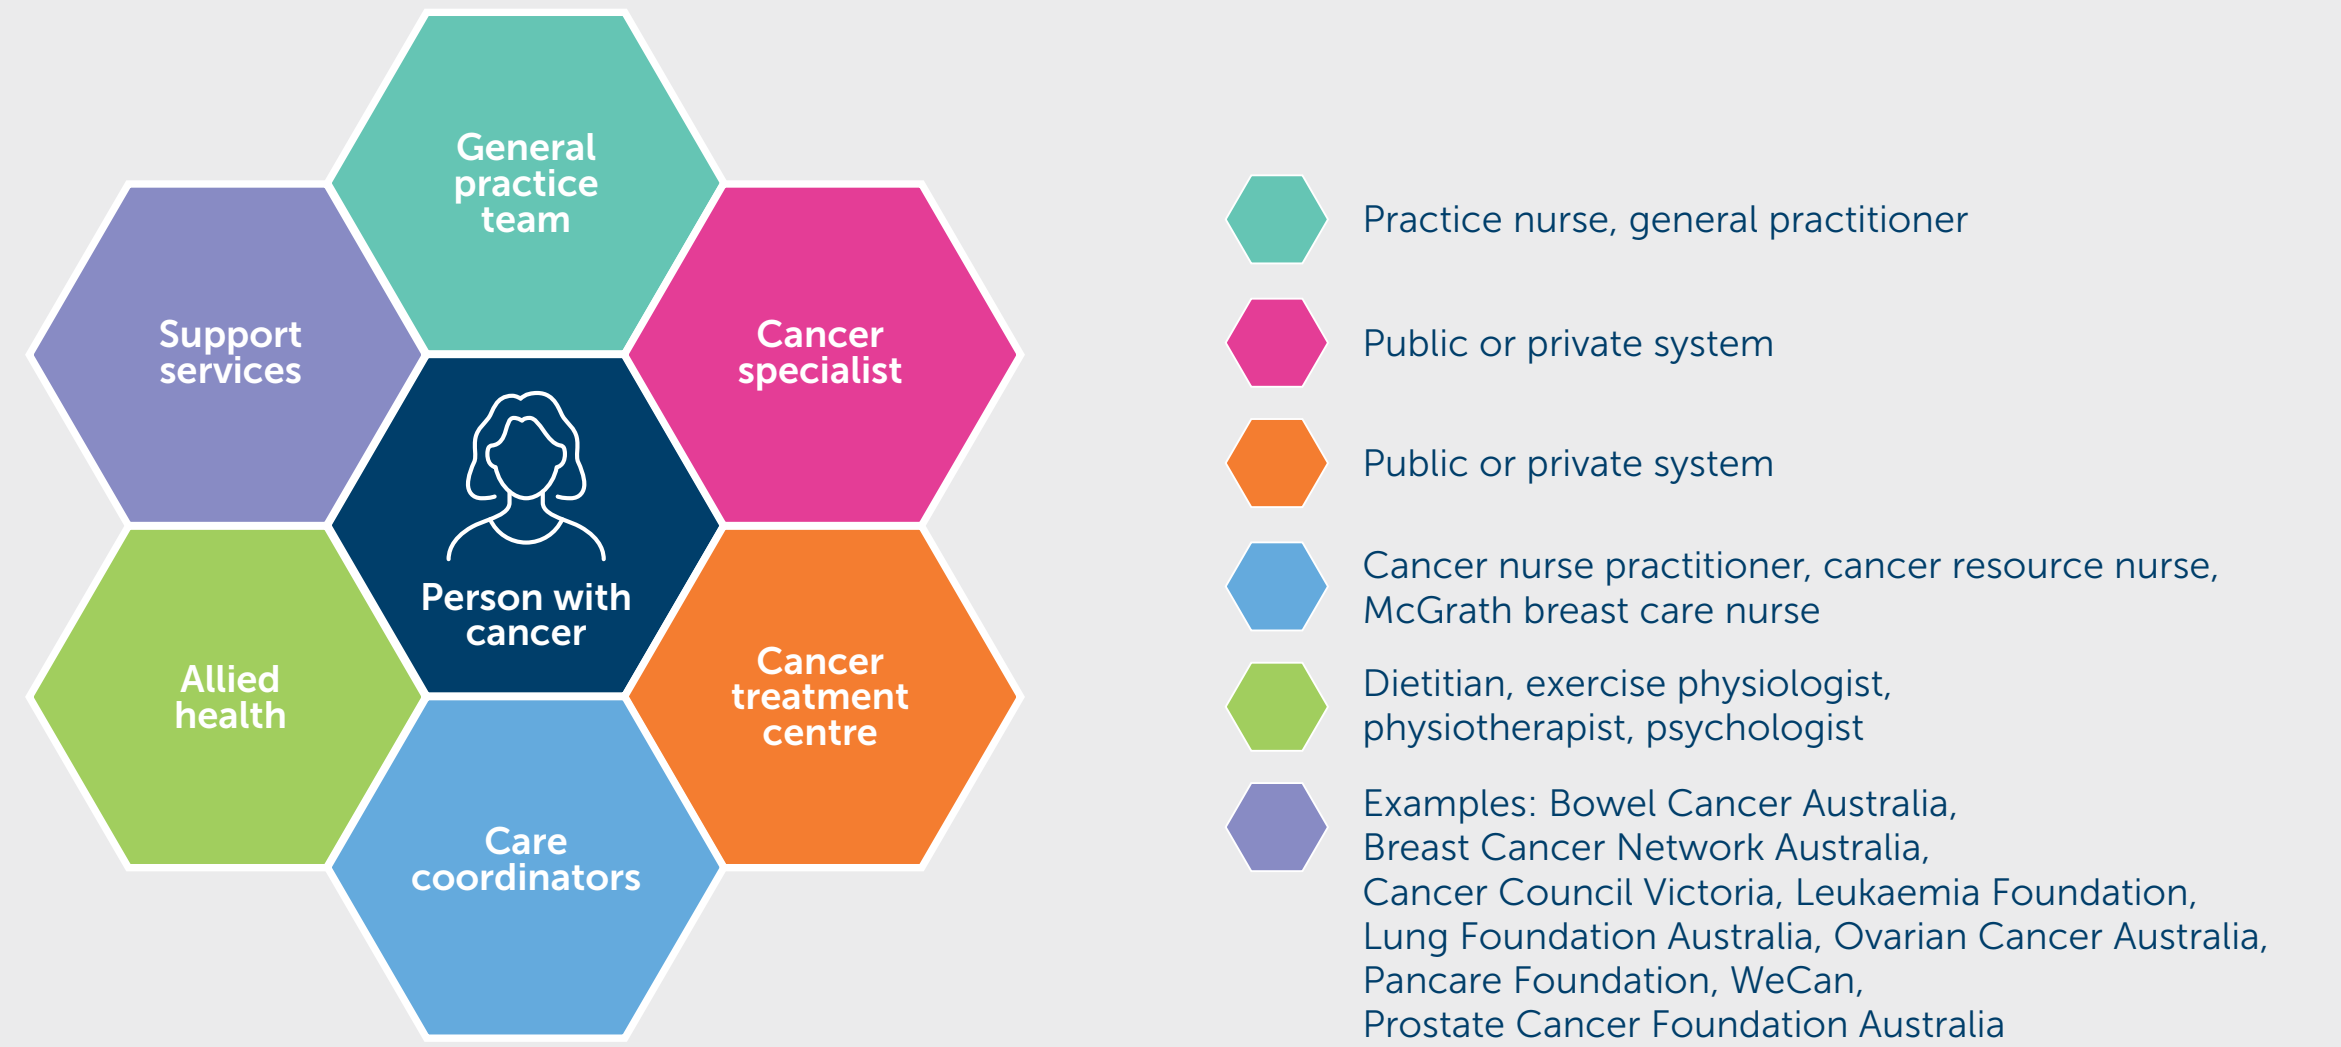 General
practice
team
Support
services
Cancer
specialist
Person with
cancer
Allied
health
Cancer
treatment
centre
Care
coordinators
Practice nurse, general practitioner
Public or private system
Public or private system
Cancer nurse practitioner, cancer resource nurse,
McGrath breast care nurse
Dietitian, exercise physiologist,
physiotherapist, psychologist
Examples: Bowel Cancer Australia,
Breast Cancer Network Australia,
Cancer Council Victoria, Leukaemia Foundation,
Lung Foundation Australia, Ovarian Cancer Australia,
Pancare Foundation, WeCan,
Prostate Cancer Foundation Australia